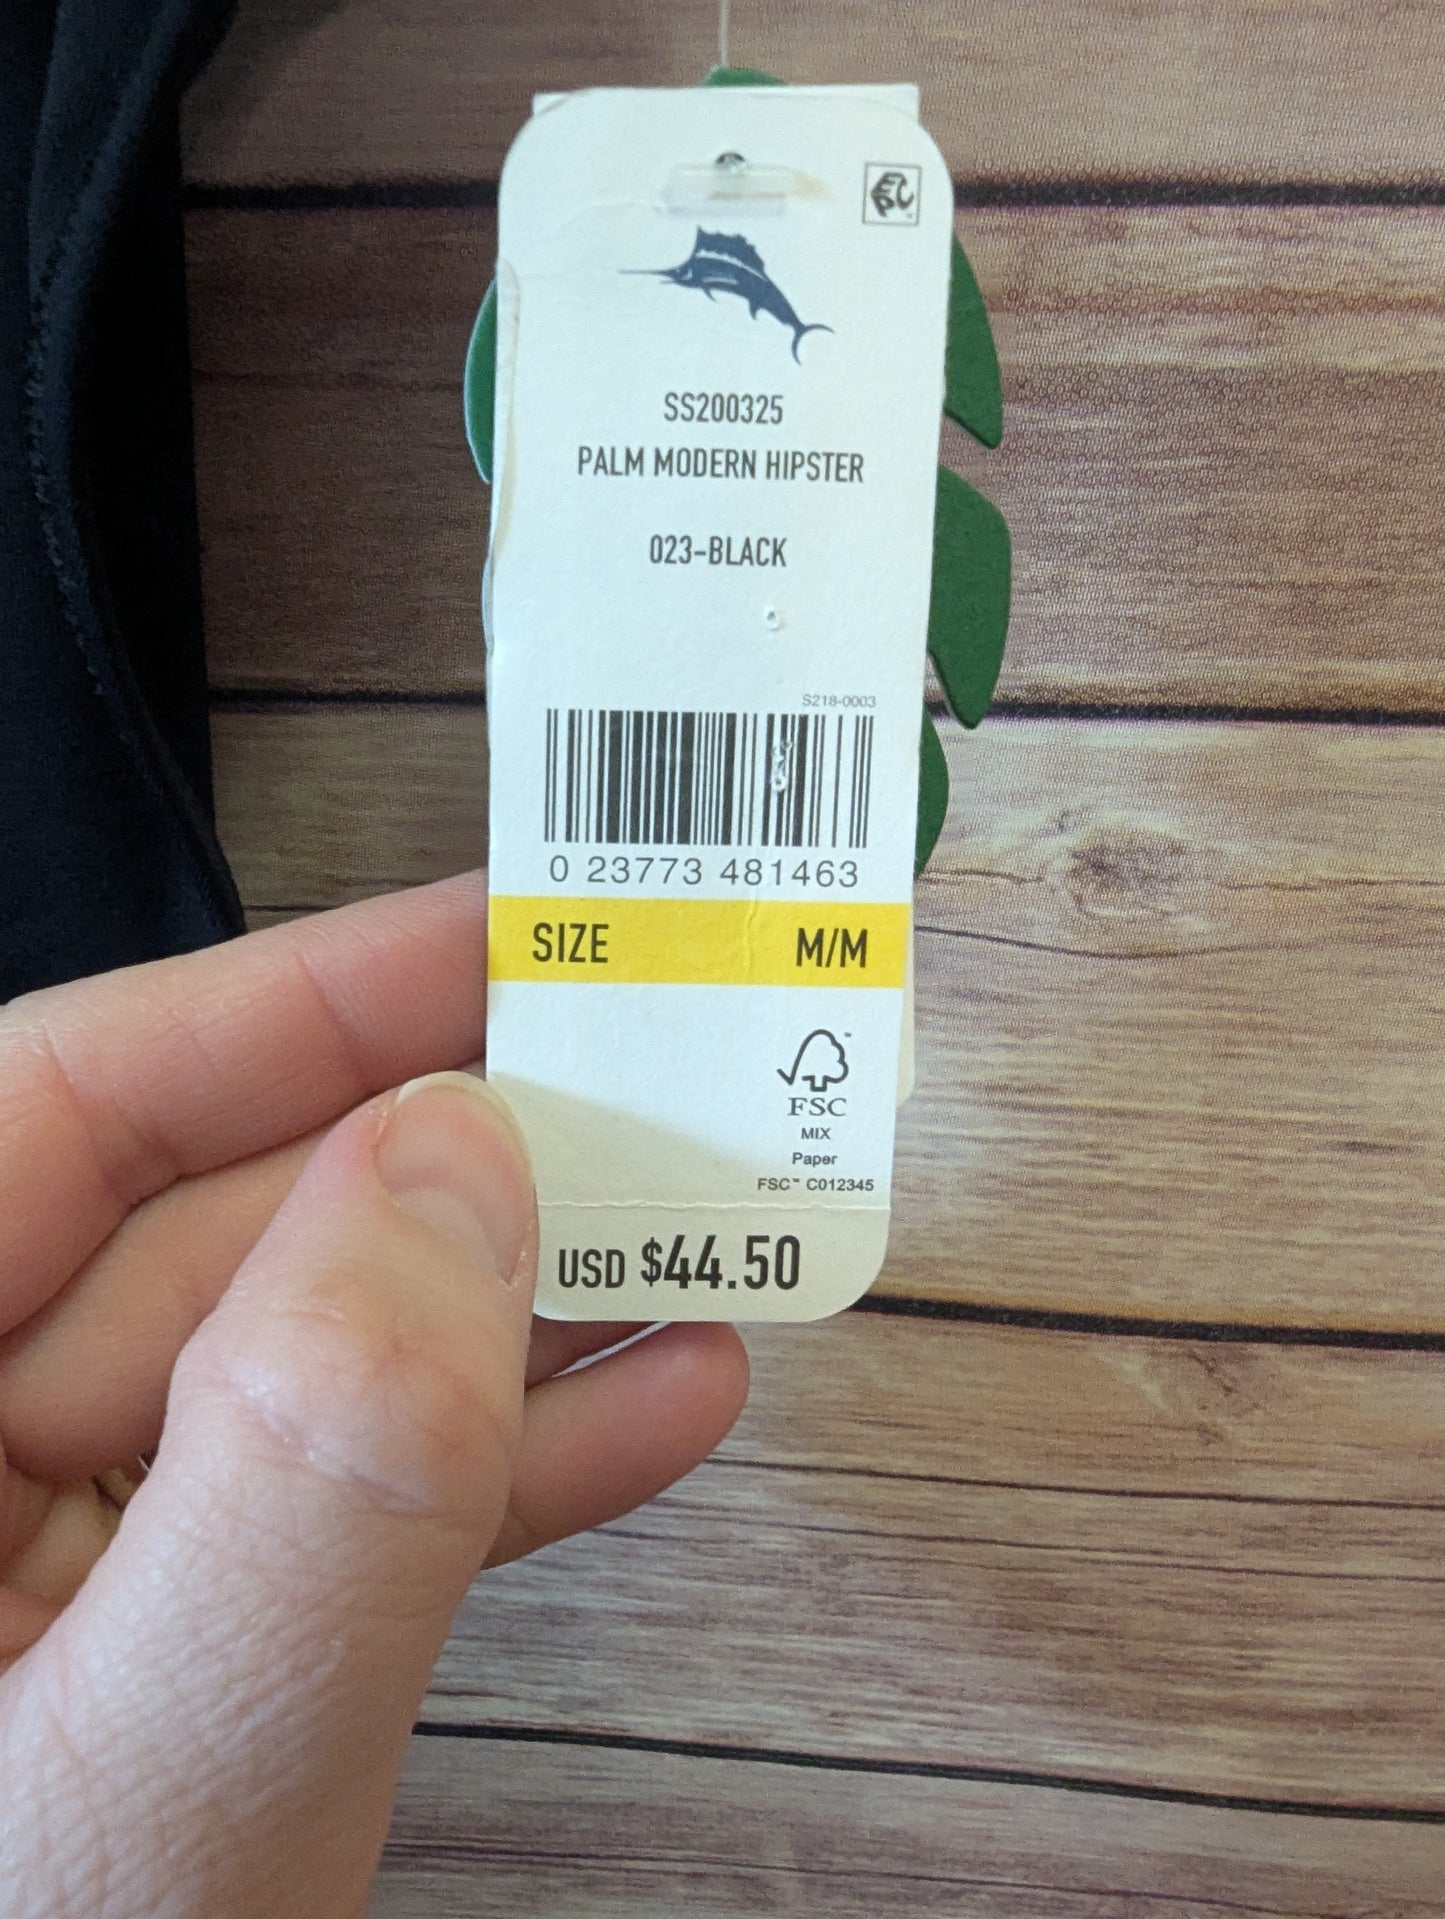 SS200325
PALM MODERN HIPSTER
023-BLACK
S218-0003
0 23773 481463
SIZE M/M
FSC
MIX
Paper
FSC™ C012345
USD $44.50